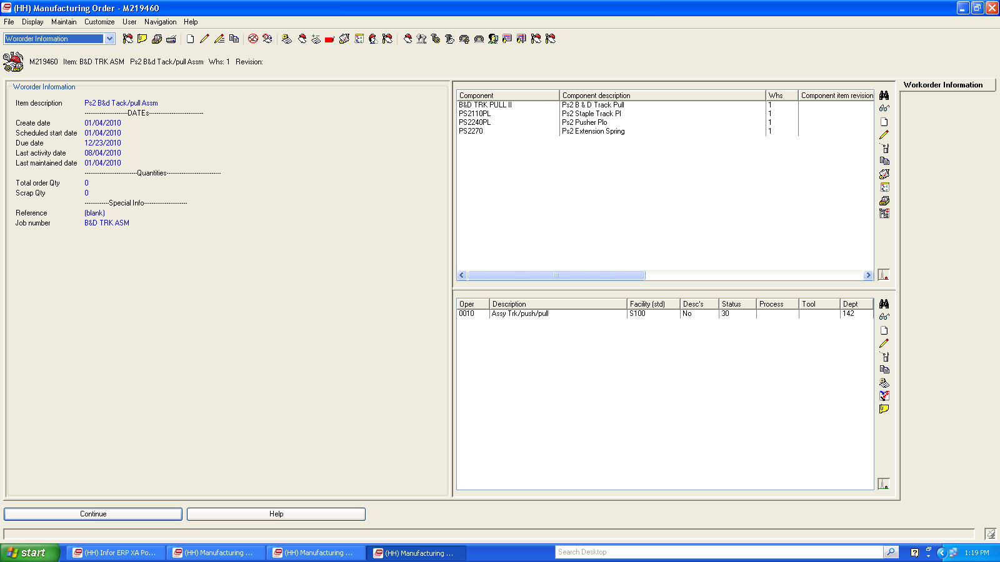 (HH) Manufacturing Order - M219460
File Display Maintain Customize User Navigation Help
Wororder Information
M219460 Item: B&D TRK ASM Ps2 B&d Tack/pull Assm Whs: 1 Revision:
Wororder Information
Item description Ps2 B&d Tack/pull Assm
-----------------------DATEs-----------------------------
Create date 01/04/2010
Scheduled start date 01/04/2010
Due date 12/23/2010
Last activity date 08/04/2010
Last maintained date 01/04/2010
----------------------------Quantities-----------------------------
Total order Qty 0
Scrap Qty 0
-------------Special Info-----------------------
Reference (blank)
Job number B&D TRK ASM
Component Component description Whs Component item revision
B&D TRK PULL II Ps2 B & D Track Pull 1
PS2110PL Ps2 Staple Track Pl 1
PS2240PL Ps2 Pusher Plo 1
PS2270 Ps2 Extension Spring 1
Oper Description Facility (std) Desc's Status Process Tool Dept
0010 Assy Trk/push/pull S100 No 30 142
Workorder Information
Continue Help
start (HH) Infor ERP XA Po... (HH) Manufacturing ... (HH) Manufacturing ... (HH) Manufacturing ... Search Desktop 1:19 PM